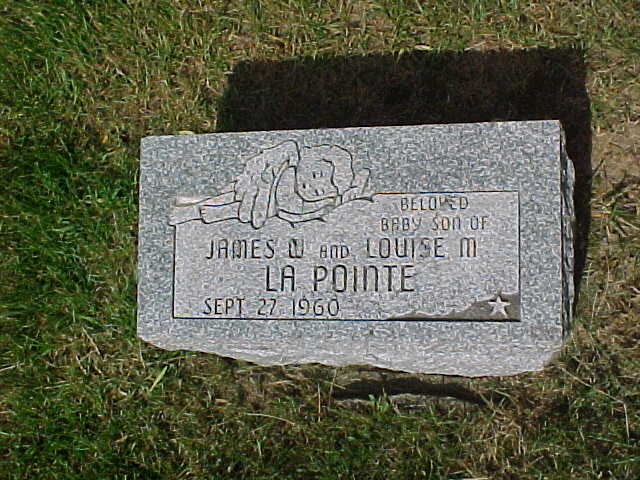 BELOVED
BABY SON OF
JAMES W AND LOUISE M
LA POINTE
SEPT 27 1960